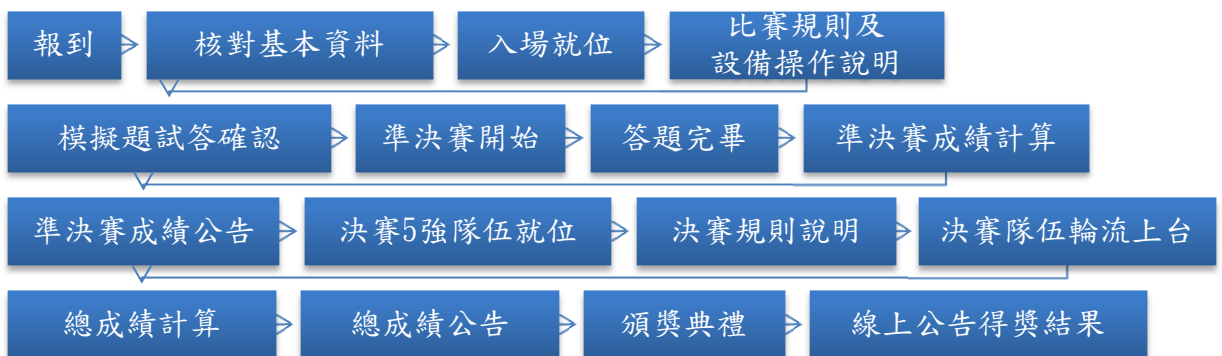 報到
核對基本資料
入場就位
比賽規則及
設備操作說明
模擬題試答確認
準決賽開始
答題完畢
準決賽成績計算
準決賽成績公告
決賽5強隊伍就位
決賽規則說明
決賽隊伍輪流上台
總成績計算
總成績公告
頒獎典禮
線上公告得獎結果